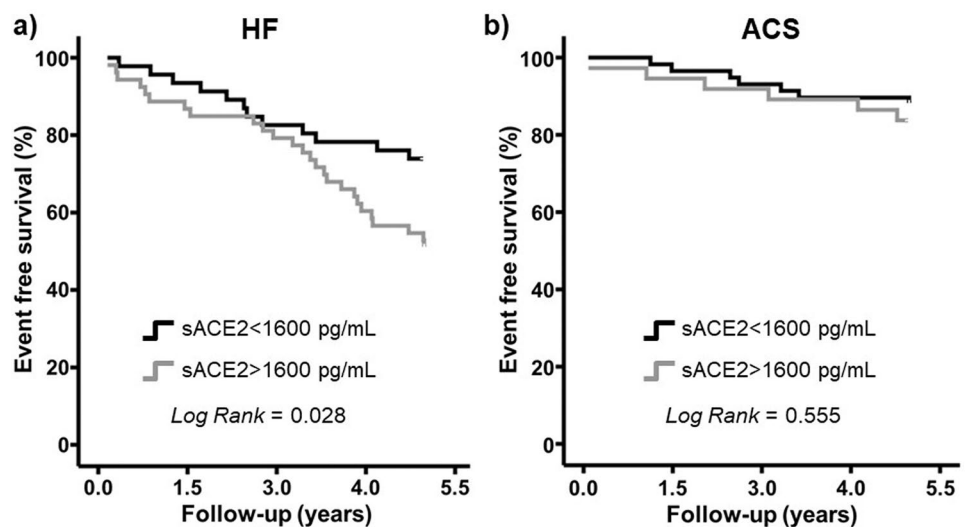 a)
HF
Event free survival (%)
100
80
60
40
20
0
sACE2<1600 pg/mL
sACE2>1600 pg/mL
Log Rank = 0.028
0.0 1.5 3.0 4.0 5.5
Follow-up (years)
b)
ACS
Event free survival (%)
100
80
60
40
20
0
sACE2<1600 pg/mL
sACE2>1600 pg/mL
Log Rank = 0.555
0.0 1.5 3.0 4.0 5.5
Follow-up (years)